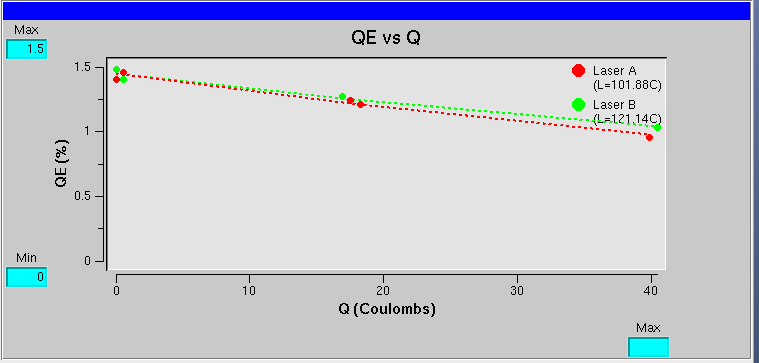 Max
1.5
QE vs Q
1.5
1
0.5
0
QE (%)
Laser A
(L=101.88C)
Laser B
(L=121.14C)
Min
0
0
10
20
30
40
Q (Coulombs)
Max